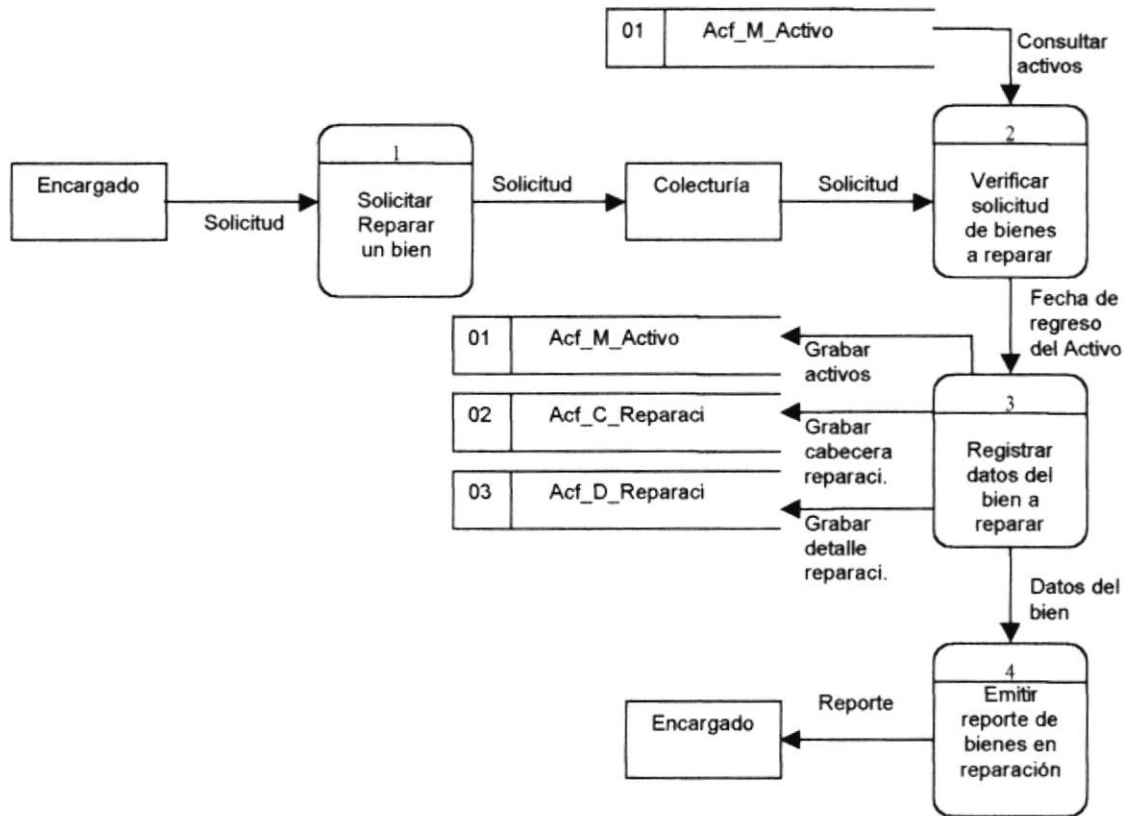 01 Acf_M_Activo
Consultar
activos
Encargado
Solicitud
1
Solicitar
Reparar
un bien
Solicitud
Colecturía
Solicitud
2
Verificar
solicitud
de bienes
a reparar
Fecha de
regreso
del Activo
01 Acf_M_Activo
Grabar
activos
02 Acf_C_Reparaci
Grabar
cabecera
reparaci.
03 Acf_D_Reparaci
Grabar
detalle
reparaci.
3
Registrar
datos del
bien a
reparar
Datos del
bien
4
Emitir
reporte de
bienes en
reparación
Reporte
Encargado